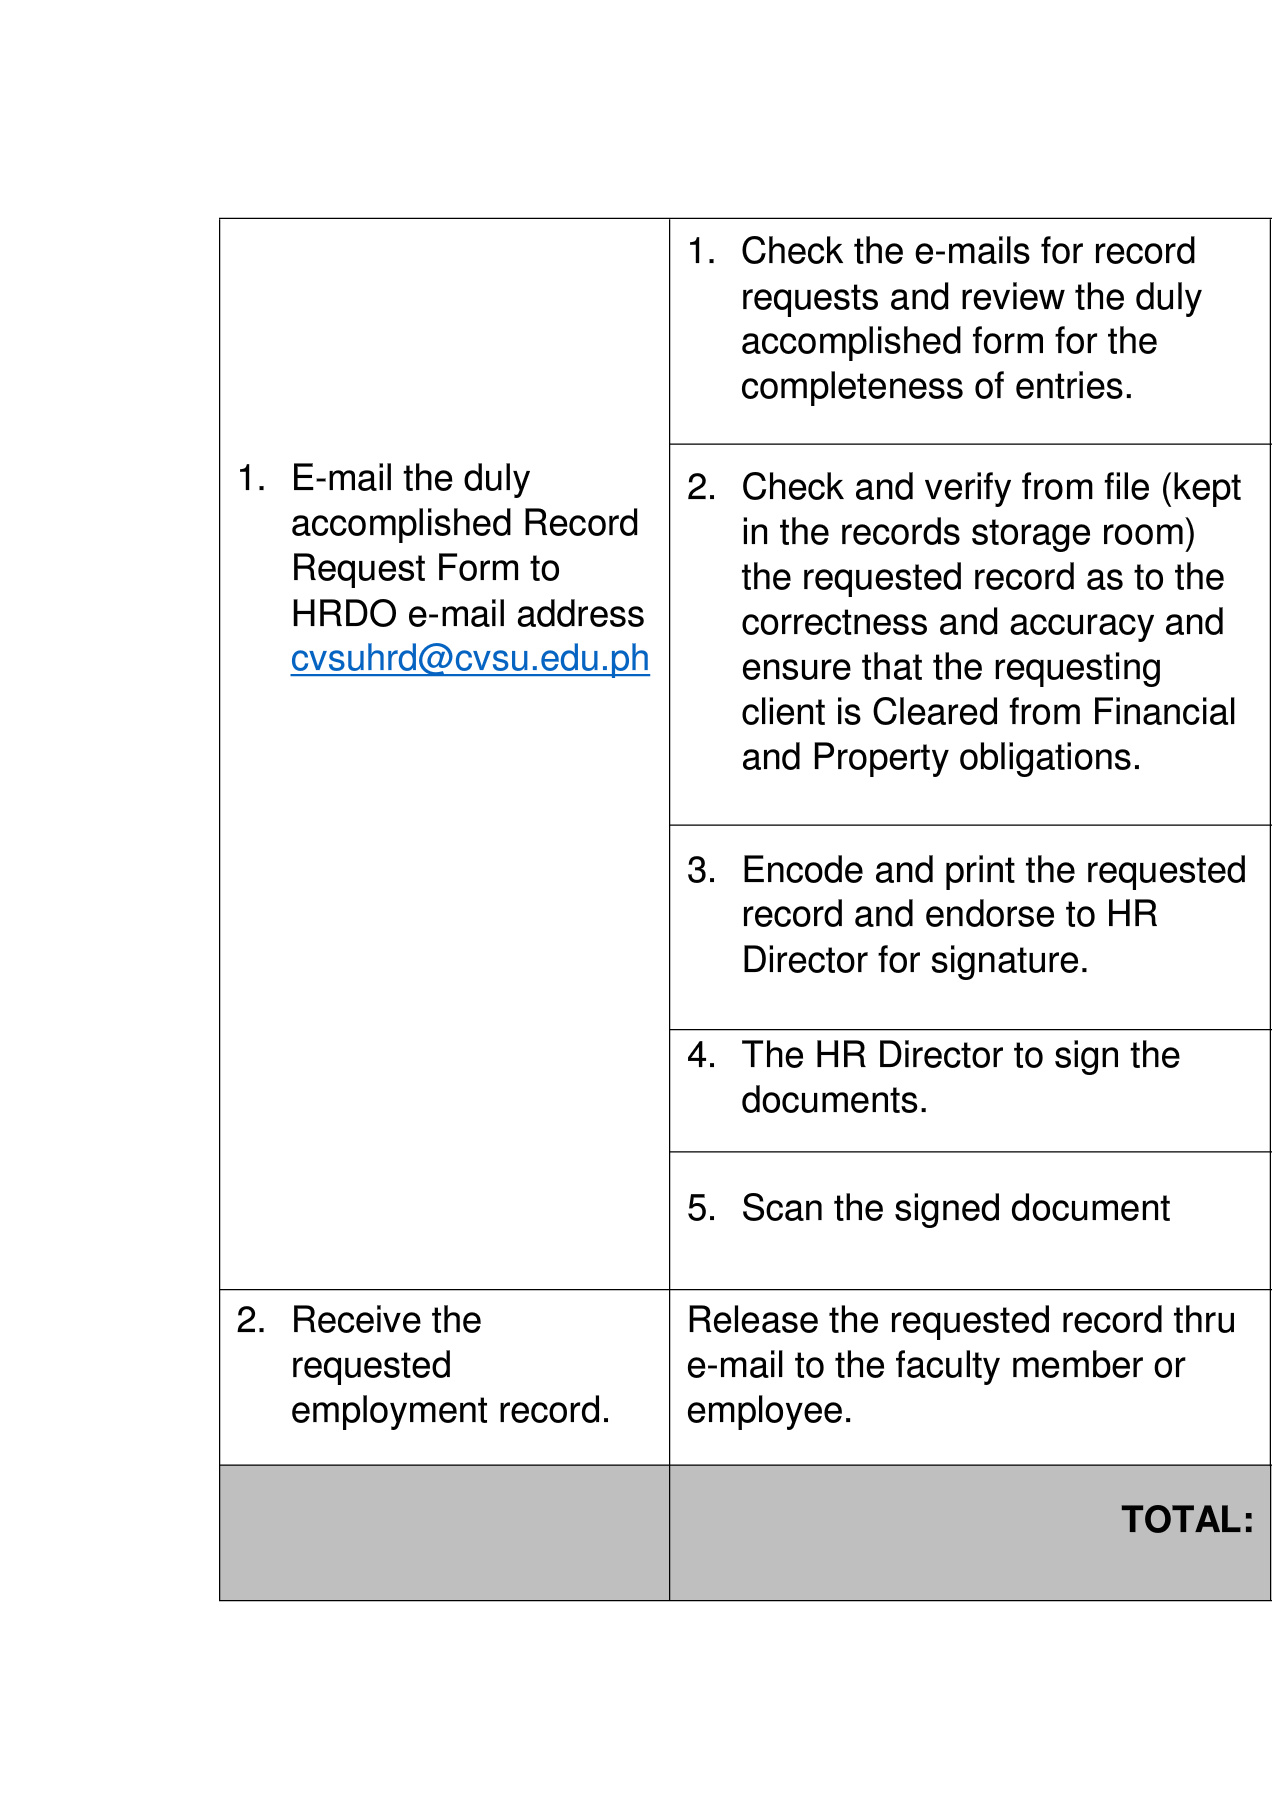 1. E-mail the duly
accomplished Record
Request Form to
HRDO e-mail address
cvsuhrd@cvsu.edu.ph
1. Check the e-mails for record
requests and review the duly
accomplished form for the
completeness of entries.
2. Check and verify from file (kept
in the records storage room)
the requested record as to the
correctness and accuracy and
ensure that the requesting
client is Cleared from Financial
and Property obligations.
3. Encode and print the requested
record and endorse to HR
Director for signature.
4. The HR Director to sign the
documents.
5. Scan the signed document
2. Receive the
requested
employment record.
Release the requested record thru
e-mail to the faculty member or
employee.
TOTAL: